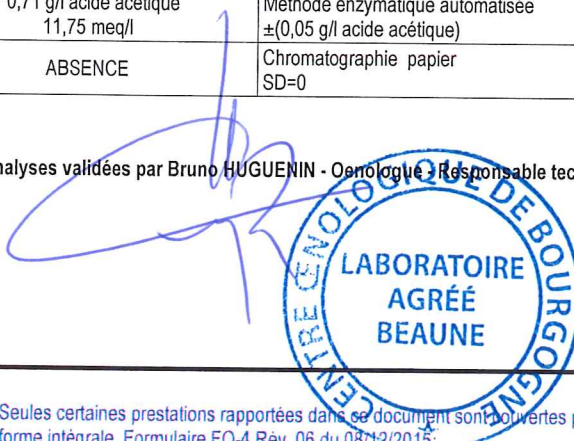 0,71 g/l acide acétique
11,75 meq/l
Méthode enzymatique automatisée
±(0,05 g/l acide acétique)
ABSENCE
Chromatographie papier
SD=0
nalyses validées par Bruno HUGUENIN - Oenologue - Responsable tec
CENTRE ŒNOLOGIQUE DE BOURGOGNE
LABORATOIRE
AGRÉÉ
BEAUNE
Seules certaines prestations rapportées dans ce document sont couvertes p
forme intégrale. Formulaire EQ-4 Rév. 06 du 08/12/2015: